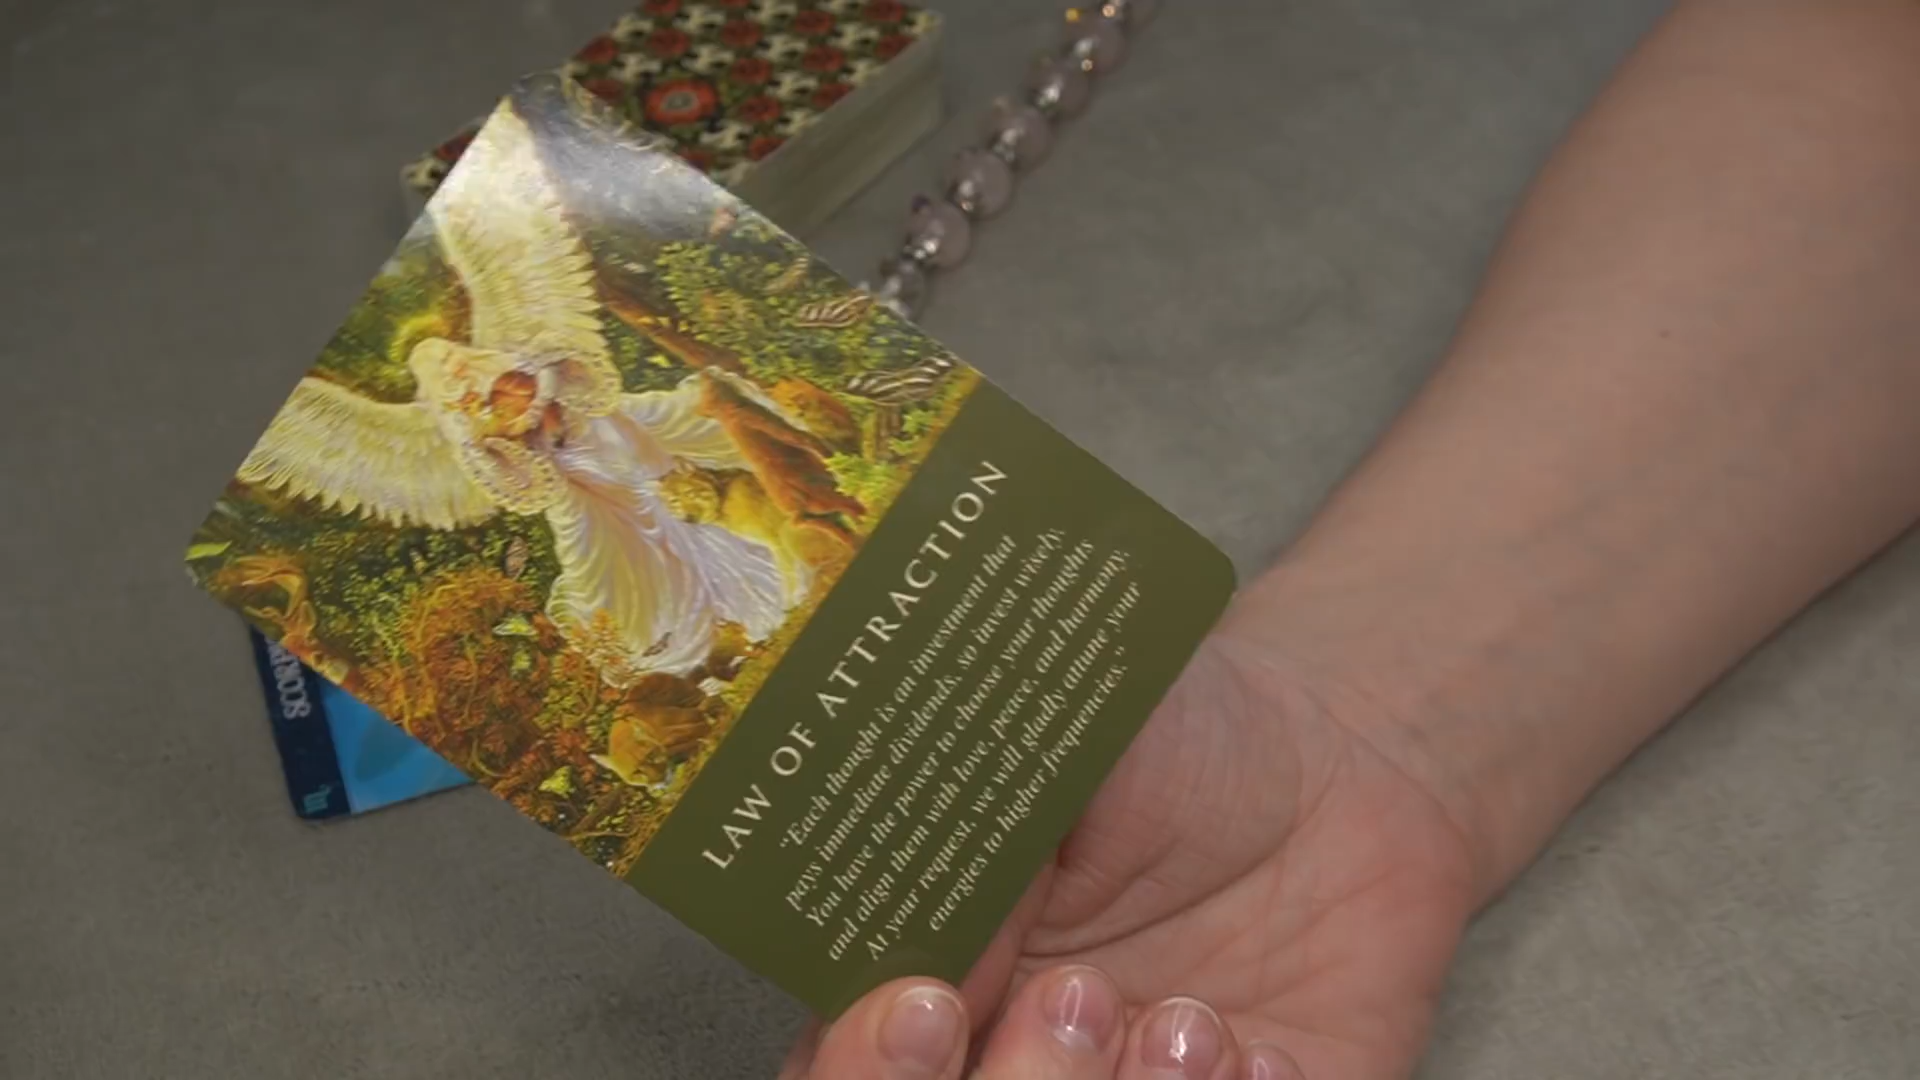 LAW OF ATTRACTION
“Each thought is an investment that
pays immediate dividends, so invest wisely.
You have the power to choose your thoughts
and align them with love, peace, and harmony.
At your request, we will gladly attune your
energies to higher frequencies.”
SCORPIO
♏